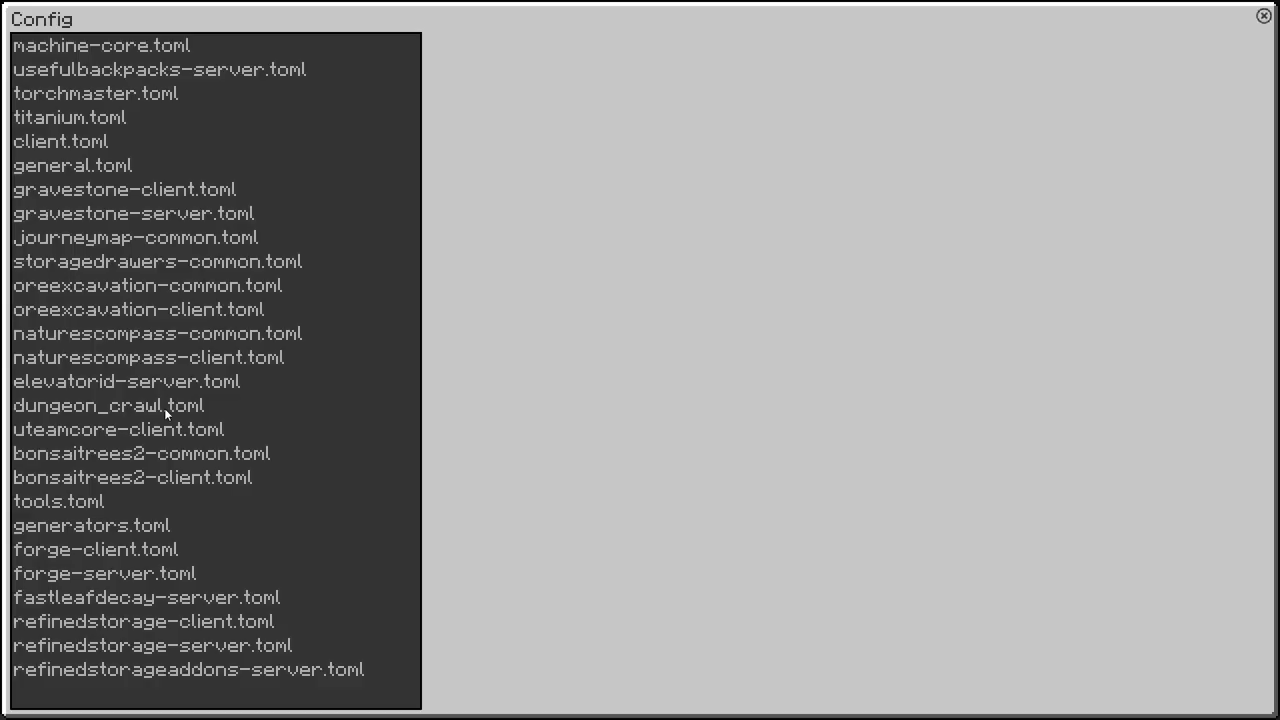 Config
machine-core.toml
usefulbackpacks-server.toml
torchmaster.toml
titanium.toml
client.toml
general.toml
gravestone-client.toml
gravestone-server.toml
journeymap-common.toml
storagedrawers-common.toml
oreexcavation-common.toml
oreexcavation-client.toml
naturescompass-common.toml
naturescompass-client.toml
elevatorid-server.toml
dungeon_crawl.toml
uteamcore-client.toml
bonsaitrees2-common.toml
bonsaitrees2-client.toml
tools.toml
generators.toml
forge-client.toml
forge-server.toml
fastleafdecay-server.toml
refinedstorage-client.toml
refinedstorage-server.toml
refinedstorageaddons-server.toml